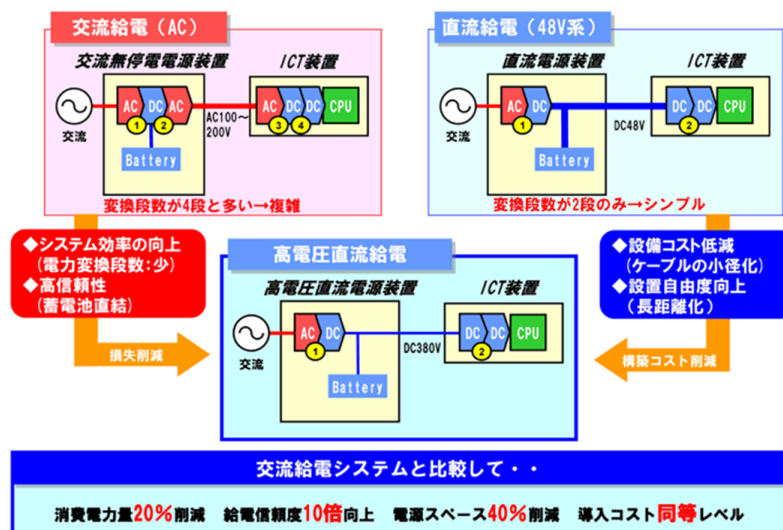 交流給電（AC）
交流無停電電源装置
ICT装置
AC
DC
AC
AC
DC
DC
CPU
1
2
3
4
交流
AC100～
200V
Battery
変換段数が4段と多い→複雑
直流給電（48V系）
直流電源装置
ICT装置
AC
DC
DC
DC
CPU
1
2
交流
DC48V
Battery
変換段数が2段のみ→シンプル
◆システム効率の向上
(電力変換段数：少)
◆高信頼性
(蓄電池直結)
損失削減
高電圧直流給電
高電圧直流電源装置
ICT装置
AC
DC
DC
DC
CPU
1
2
交流
DC380V
Battery
◆設備コスト低減
(ケーブルの小径化)
◆設置自由度向上
(長距離化)
構築コスト削減
交流給電システムと比較して・・
消費電力量20%削減 給電信頼度10倍向上 電源スペース40%削減 導入コスト同等レベル